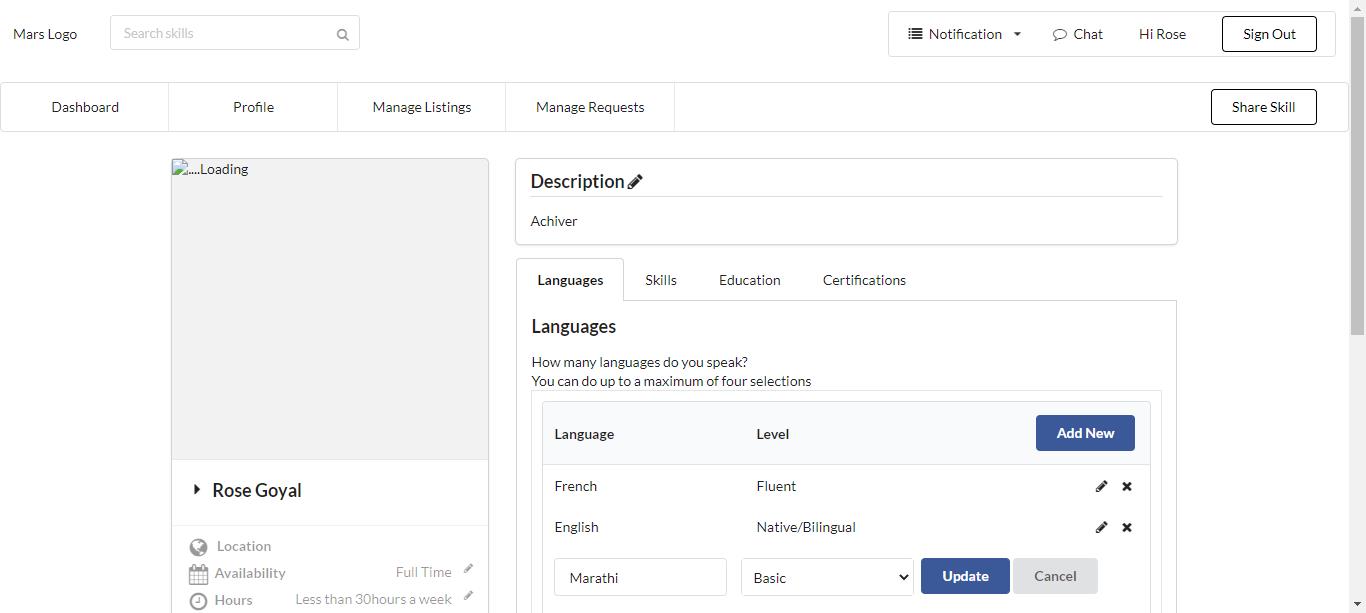 Mars Logo
Search skills
Notification
Chat
Hi Rose
Sign Out
Dashboard
Profile
Manage Listings
Manage Requests
Share Skill
....Loading
Rose Goyal
Location
Availability
Full Time
Hours
Less than 30hours a week
Description
Achiver
Languages
Skills
Education
Certifications
Languages
How many languages do you speak?
You can do up to a maximum of four selections
Language
Level
Add New
French
Fluent
English
Native/Bilingual
Marathi
Basic
Update
Cancel